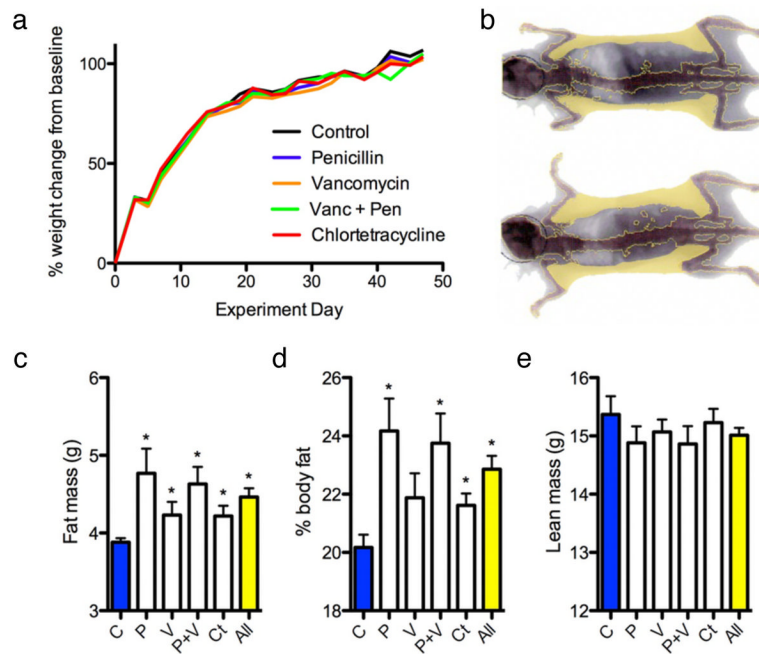 a
b
% weight change from baseline
100
50
0
0
10
20
30
40
50
Experiment Day
Control
Penicillin
Vancomycin
Vanc + Pen
Chlortetracycline
c
Fat mass (g)
6
5
4
3
*
*
*
*
*
C
P
V
P+V
Ct
All
d
% body fat
26
24
22
20
18
*
*
*
*
C
P
V
P+V
Ct
All
e
Lean mass (g)
16
15
14
13
12
C
P
V
P+V
Ct
All